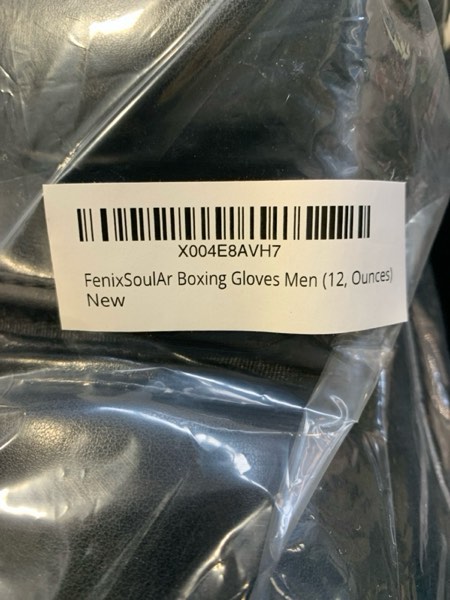 X004E8AVH7
FenixSoulAr Boxing Gloves Men (12, Ounces)
New